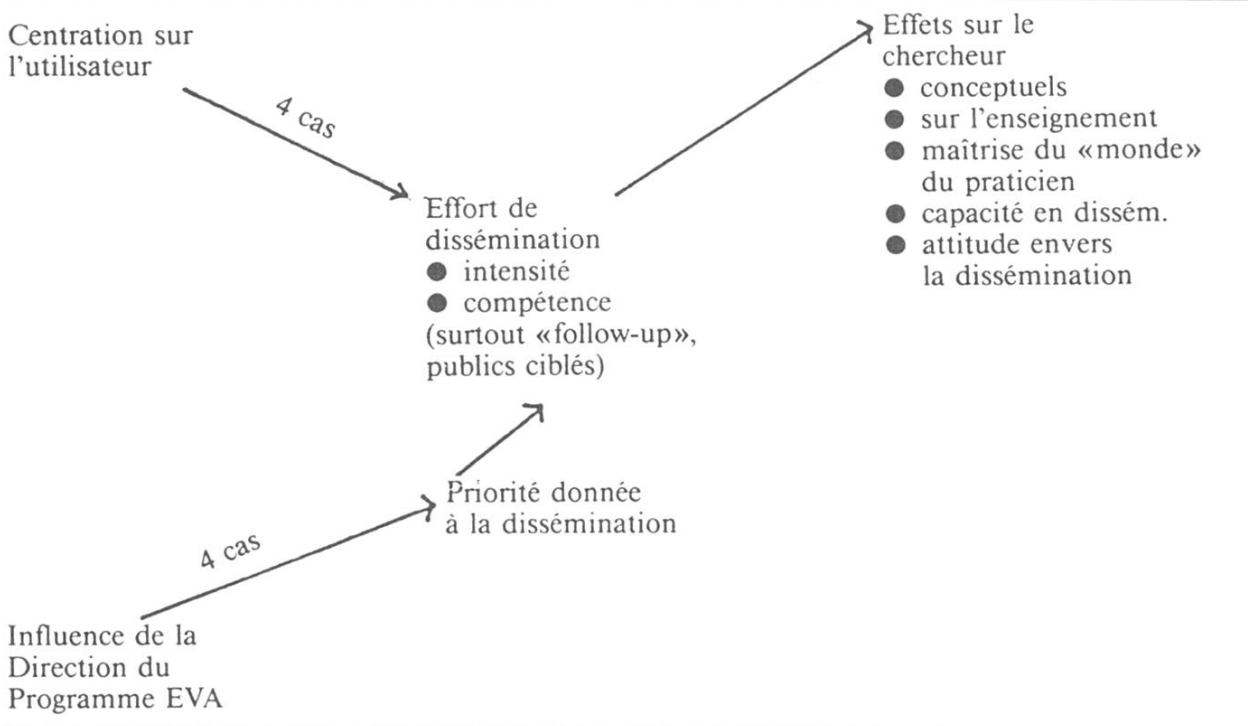 Centration sur
l'utilisateur
4 cas
Effort de
dissémination
● intensité
● compétence
(surtout «follow-up»,
publics ciblés)
Effets sur le
chercheur
● conceptuels
● sur l'enseignement
● maîtrise du «monde»
du praticien
● capacité en dissém.
● attitude envers
la dissémination
Priorité donnée
à la dissémination
4 cas
Influence de la
Direction du
Programme EVA